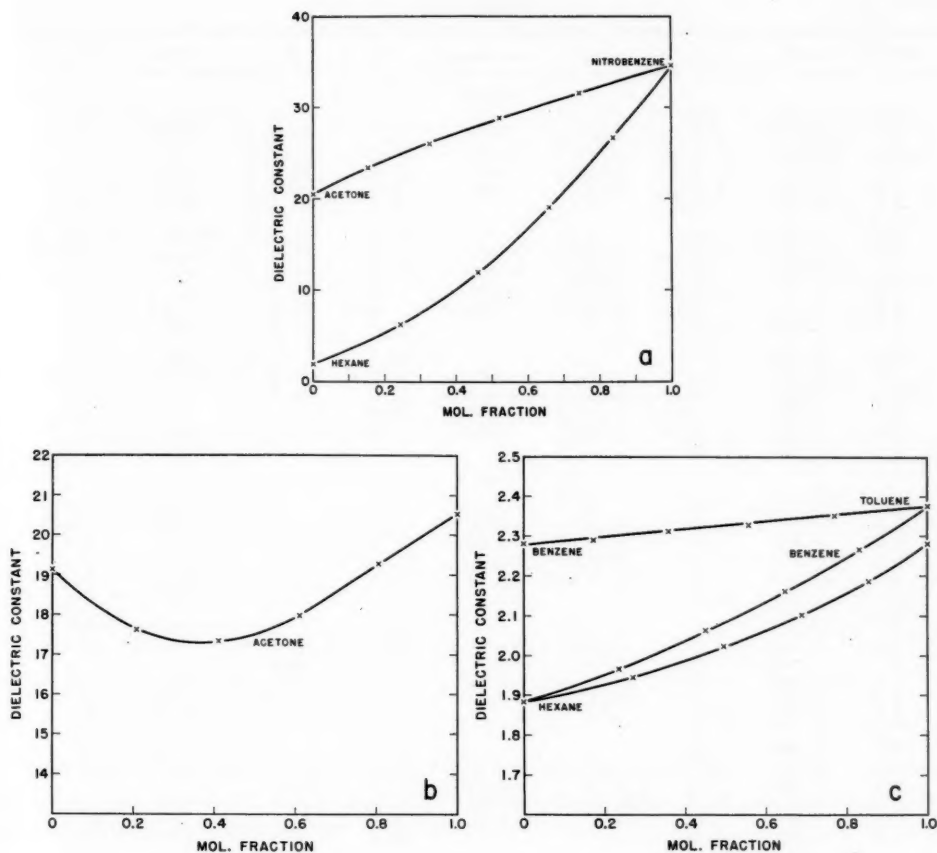 40
NITROBENZENE
30
DIELECTRIC CONSTANT
20
ACETONE
10
HEXANE
a
0
0 0.2 0.4 0.6 0.8 1.0
MOL. FRACTION
22
21
20
19
18
17
16
15
14
DIELECTRIC CONSTANT
ACETONE
b
0 0.2 0.4 0.6 0.8 1.0
MOL. FRACTION
2.5
2.4
2.3
2.2
2.1
2.0
1.9
1.8
1.7
DIELECTRIC CONSTANT
TOLUENE
BENZENE
BENZENE
HEXANE
c
0 0.2 0.4 0.6 0.8 1.0
MOL. FRACTION